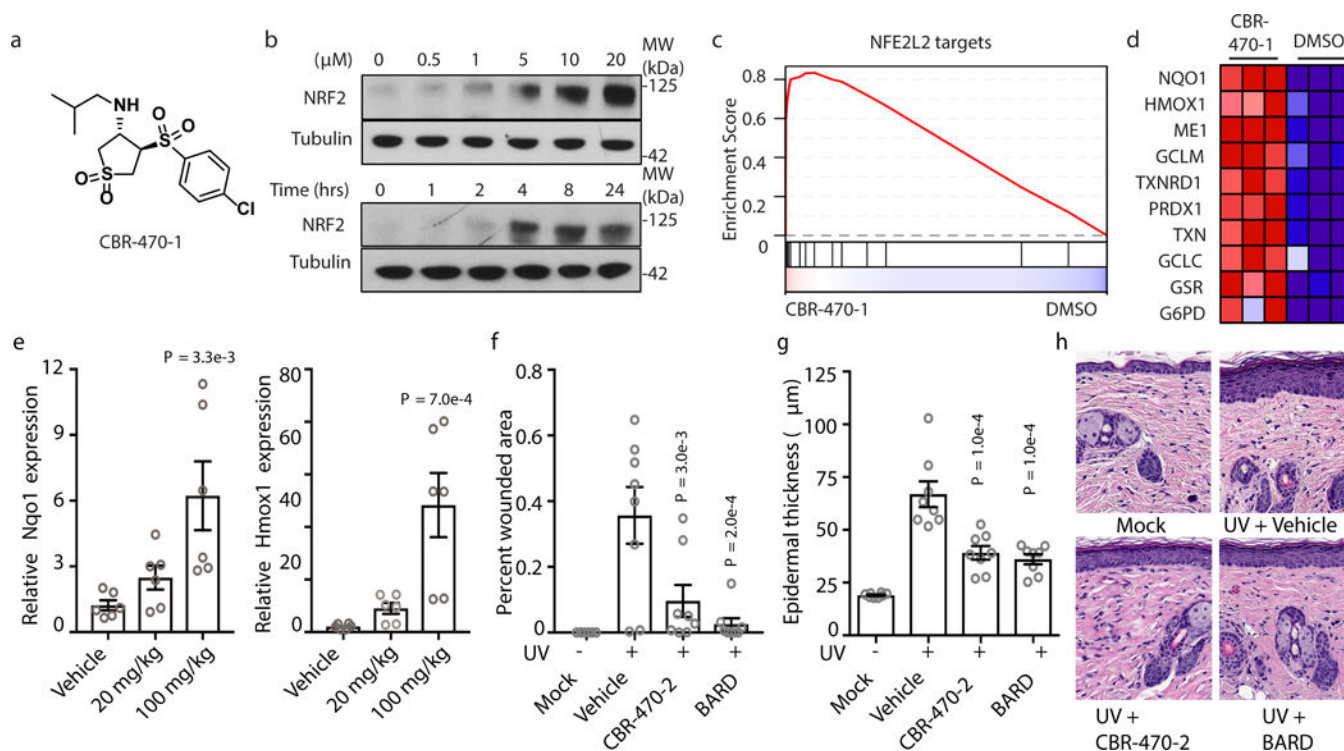 a
NH
S
O
O
S
O
O
Cl
CBR-470-1
b
(μM) 0 0.5 1 5 10 20 MW (kDa)
NRF2 -125
Tubulin
-42
Time (hrs) 0 1 2 4 8 24 MW (kDa)
NRF2 -125
Tubulin
-42
c
NFE2L2 targets
Enrichment Score
0.8
0.6
0.4
0.2
0
CBR-470-1 DMSO
d
CBR-
470-1 DMSO
NQO1
HMOX1
ME1
GCLM
TXNRD1
PRDX1
TXN
GCLC
GSR
G6PD
e
Relative Nqo1 expression
12
9
6
3
0
P = 3.3e-3
Vehicle
20 mg/kg
100 mg/kg
Relative Hmox1 expression
80
60
40
20
0
P = 7.0e-4
Vehicle
20 mg/kg
100 mg/kg
f
Percent wounded area
0.8
0.6
0.4
0.2
0
P = 3.0e-3
P = 2.0e-4
UV - + + +
Mock
Vehicle
CBR-470-2
BARD
g
Epidermal thickness ( μm)
125
100
75
50
25
0
P = 1.0e-4
P = 1.0e-4
UV - + + +
Mock
Vehicle
CBR-470-2
BARD
h
Mock
UV + Vehicle
UV +
CBR-470-2
UV +
BARD